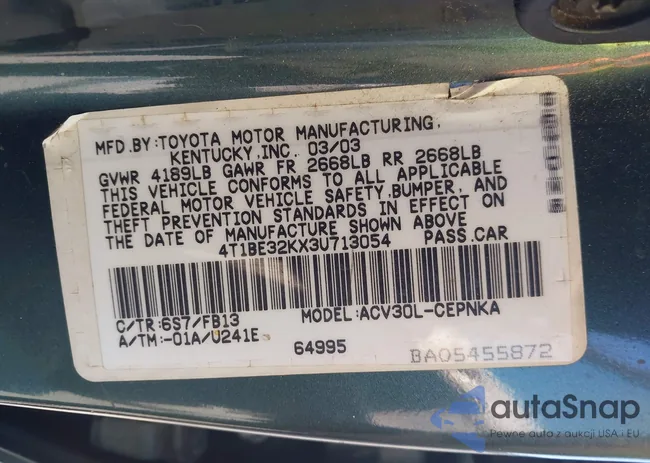 MFD.BY:TOYOTA MOTOR MANUFACTURING,
KENTUCKY,INC. 03/03
GVWR 4189LB GAWR FR 2668LB RR 2668LB
THIS VEHICLE CONFORMS TO ALL APPLICABLE
FEDERAL MOTOR VEHICLE SAFETY,BUMPER, AND
THEFT PREVENTION STANDARDS IN EFFECT ON
THE DATE OF MANUFACTURE SHOWN ABOVE
4T1BE32KX3U713054 PASS.CAR
C/TR:6S7/FB13 MODEL:ACV30L-CEPNKA
A/TM:-01A/U241E 64995 BA05455872
autaSnap
Pewne auta z aukcji USA i EU